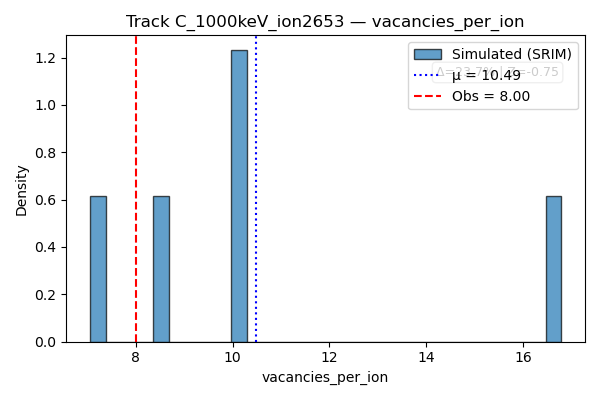 Track C_1000keV_ion2653 — vacancies_per_ion
Simulated (SRIM)
μ = 10.49
Obs = 8.00
Density
1.2
1.0
0.8
0.6
0.4
0.2
0.0
8
10
12
14
16
vacancies_per_ion